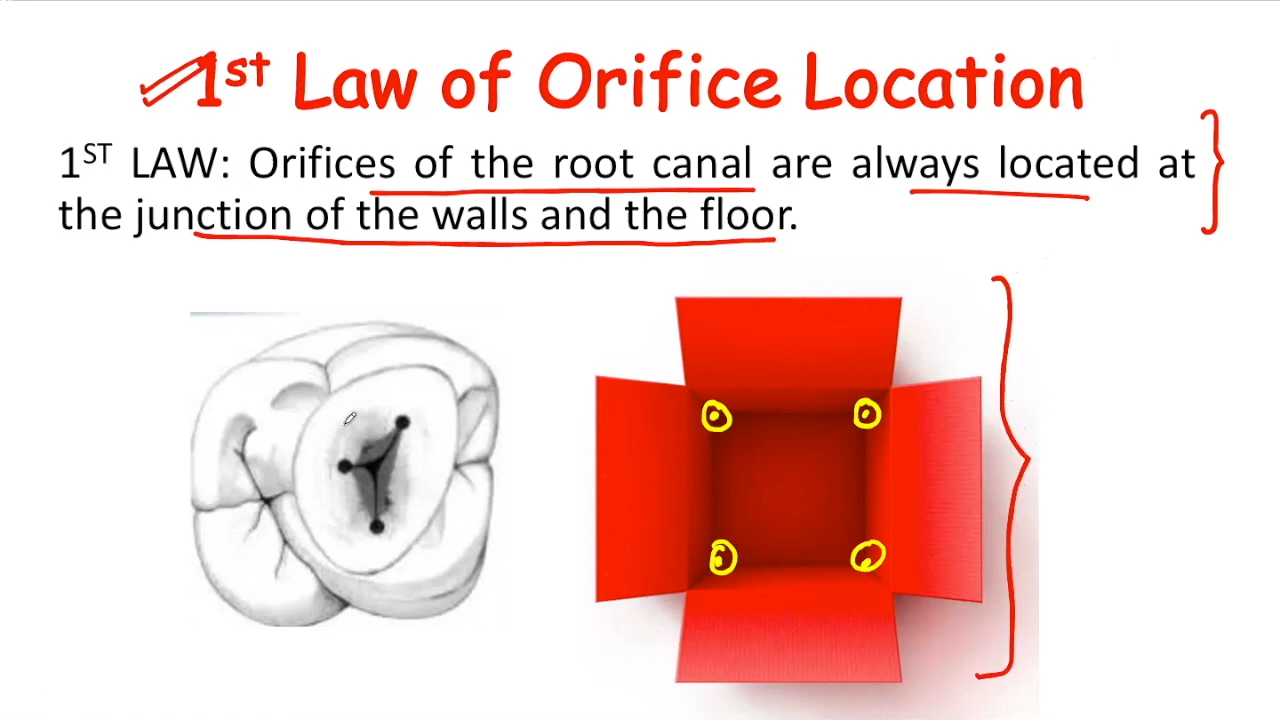 1st Law of Orifice Location
1ST LAW: Orifices of the root canal are always located at
the junction of the walls and the floor.